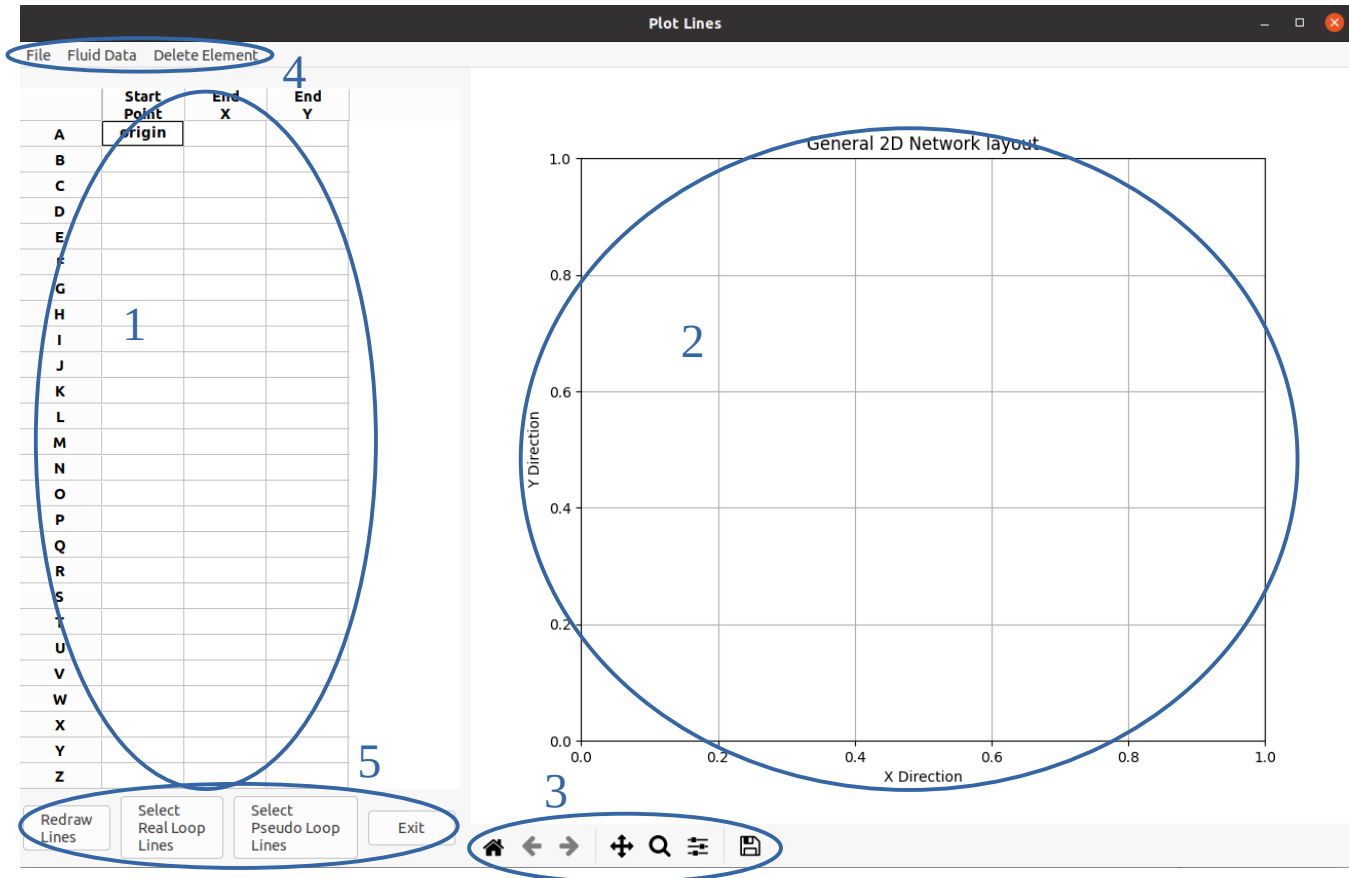 Plot Lines
File Fluid Data Delete Element
4
Start Point End X End Y
A origin
B
C
D
E
F
G
H
1
I
J
K
L
M
N
O
P
Q
R
S
T
U
V
W
X
Y
Z
5
Redraw Lines
Select Real Loop Lines
Select Pseudo Loop Lines
Exit
General 2D Network layout
1.0
0.8
2
0.6
Y Direction
0.4
0.2
0.0
0.0 0.2 0.4 0.6 0.8 1.0
X Direction
3